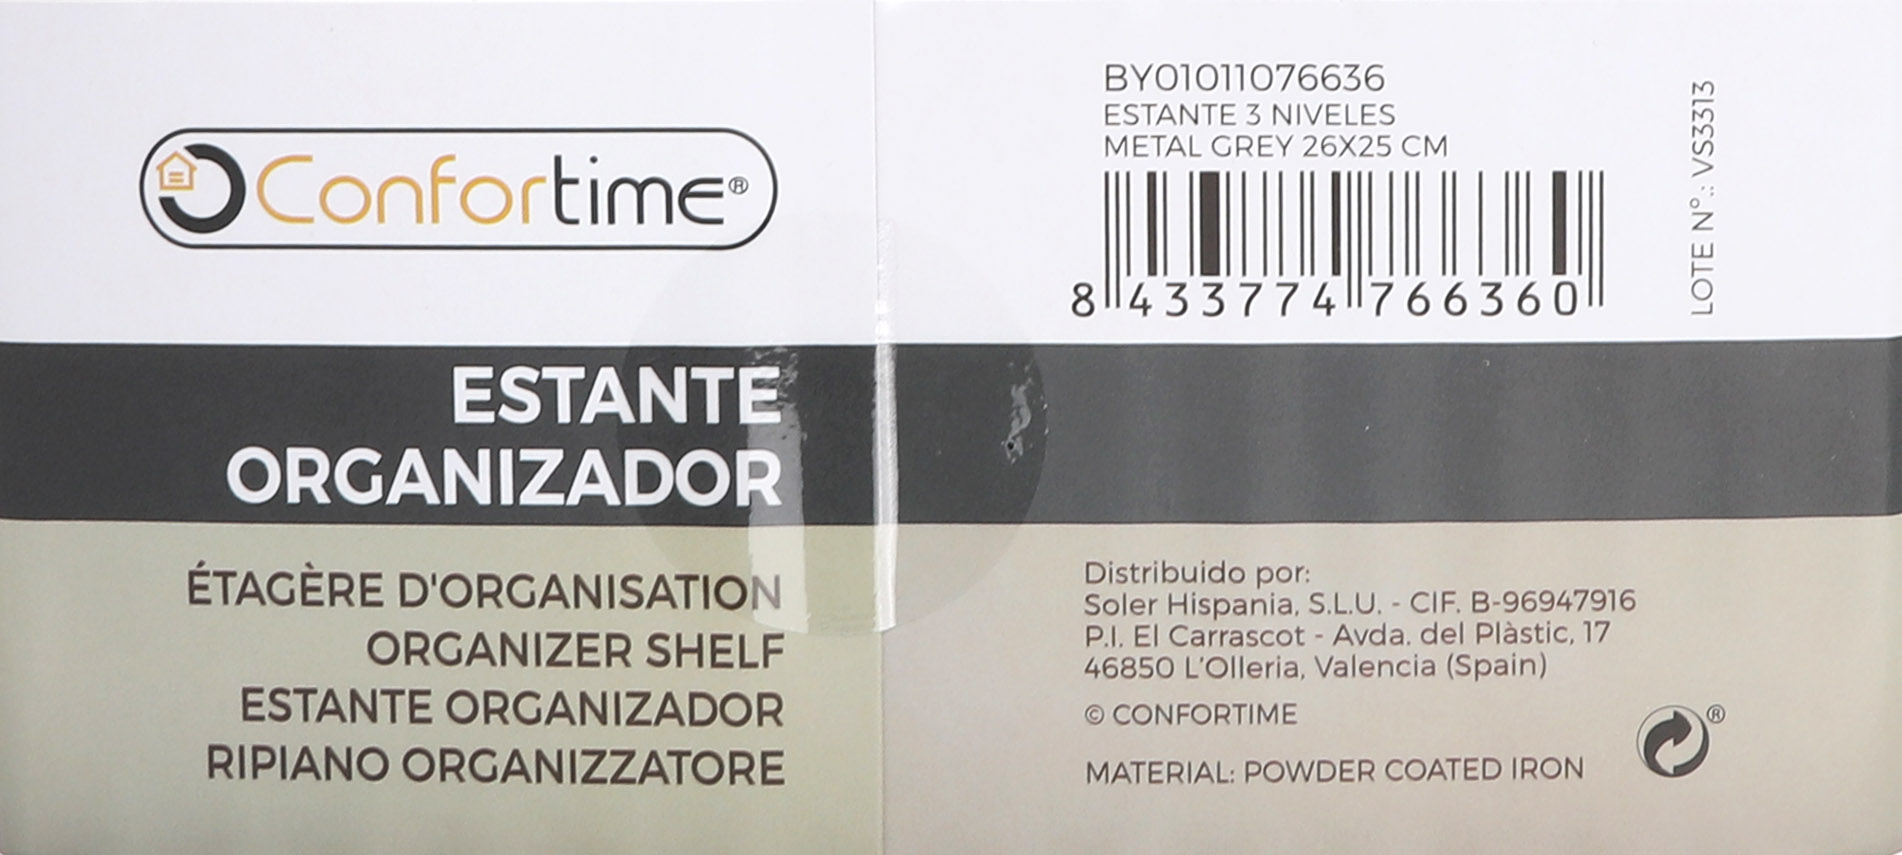 Confortime®
ESTANTE
ORGANIZADOR
ÉTAGÈRE D'ORGANISATION
ORGANIZER SHELF
ESTANTE ORGANIZADOR
RIPIANO ORGANIZZATORE
BY01011076636
ESTANTE 3 NIVELES
METAL GREY 26X25 CM
8 433774 766360
LOTE Nº.: VS3313
Distribuido por:
Soler Hispania, S.L.U. - CIF. B-96947916
P.I. El Carrascot - Avda. del Plàstic, 17
46850 L'Olleria, Valencia (Spain)
© CONFORTIME
MATERIAL: POWDER COATED IRON
®